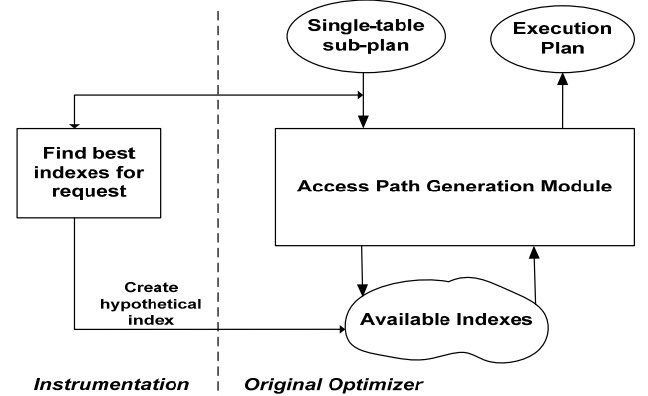 Single-table
sub-plan
Execution
Plan
Find best
indexes for
request
Access Path Generation Module
Create
hypothetical
index
Available Indexes
Instrumentation
Original Optimizer